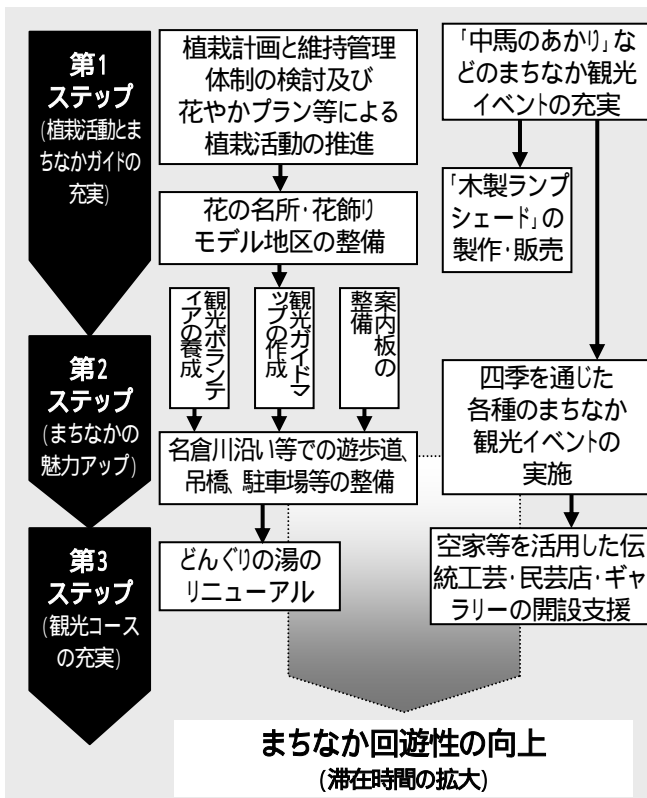 第1
ステップ
(植栽活動とま
ちなかガイドの
充実)
植栽計画と維持管理
体制の検討及び
花やかプラン等による
植栽活動の推進
「中馬のあかり」な
どのまちなか観光
イベントの充実
花の名所・花飾り
モデル地区の整備
「木製ランプ
シェード」の
製作・販売
観光ボランテ
ィアの養成
観光ガイドマ
ップの作成
案内板の
整備
第2
ステップ
(まちなかの
魅力アップ)
名倉川沿い等での遊歩道、
吊橋、駐車場等の整備
四季を通じた
各種のまちなか
観光イベントの
実施
第3
ステップ
(観光コース
の充実)
どんぐりの湯の
リニューアル
空家等を活用した伝
統工芸・民芸店・ギャ
ラリーの開設支援
まちなか回遊性の向上
(滞在時間の拡大)